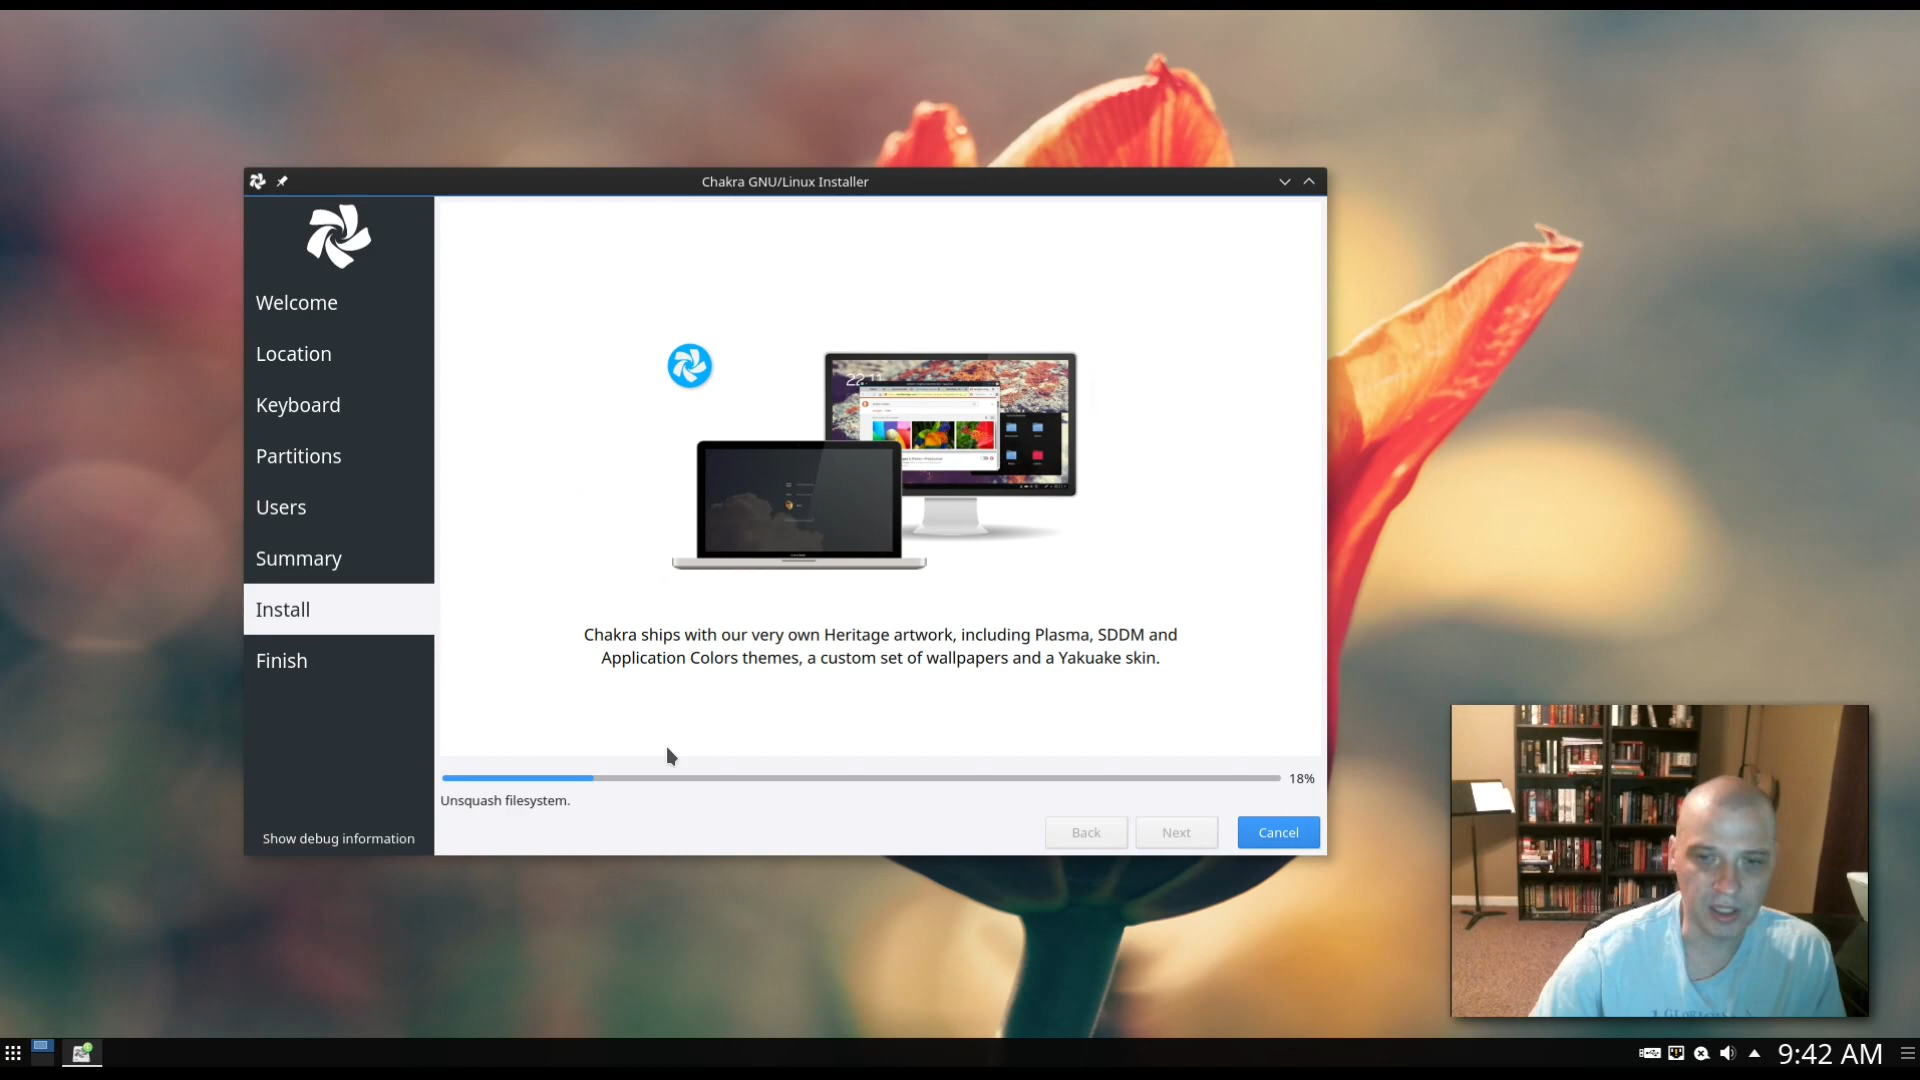 Chakra GNU/Linux Installer
Welcome
Location
Keyboard
Partitions
Users
Summary
Install
Finish
Show debug information
Chakra ships with our very own Heritage artwork, including Plasma, SDDM and
Application Colors themes, a custom set of wallpapers and a Yakuake skin.
18%
Unsquash filesystem.
Back
Next
Cancel
9:42 AM